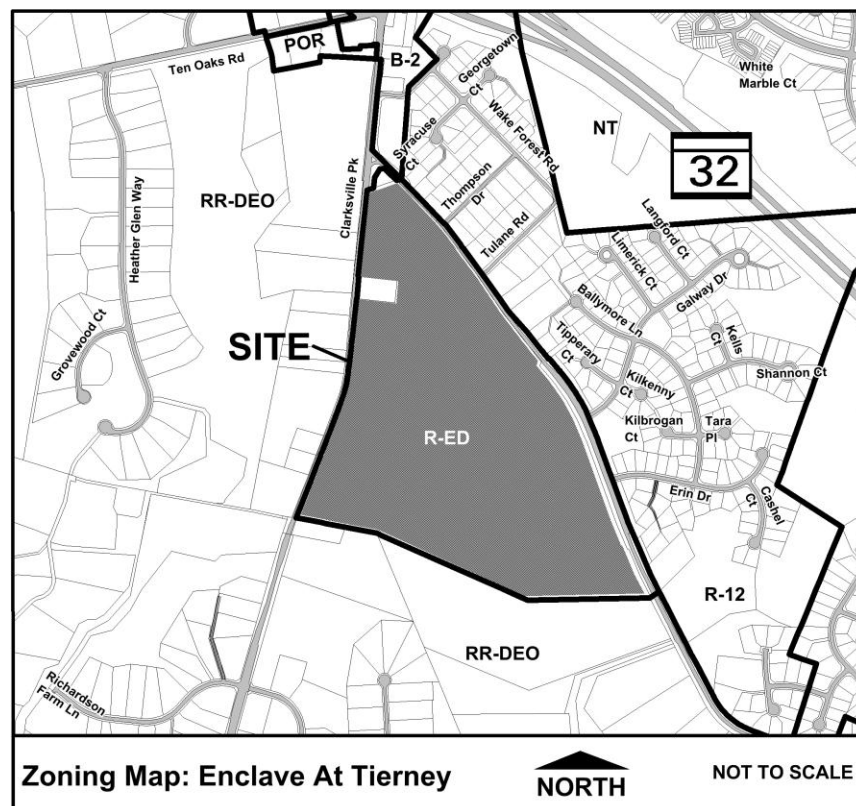 POR
Ten Oaks Rd
B-2
Georgetown
Ct
White
Marble Ct
Syracuse
Ct
Wake Forest Rd
NT
32
Clarksville Pk
Thompson
Dr
RR-DEO
Heather Glen Way
Tulane Rd
Langford Ct
Limerick Ct
Galway Dr
Ballymore Ln
Grovewood Ct
SITE
Tipperary
Ct
Kells
Ct
Kilkenny
Ct
Shannon Ct
R-ED
Kilbrogan
Ct
Tara
Pl
Erin Dr
Cashel
Ct
R-12
RR-DEO
Richardson
Farm Ln
Zoning Map: Enclave At Tierney
NORTH
NOT TO SCALE